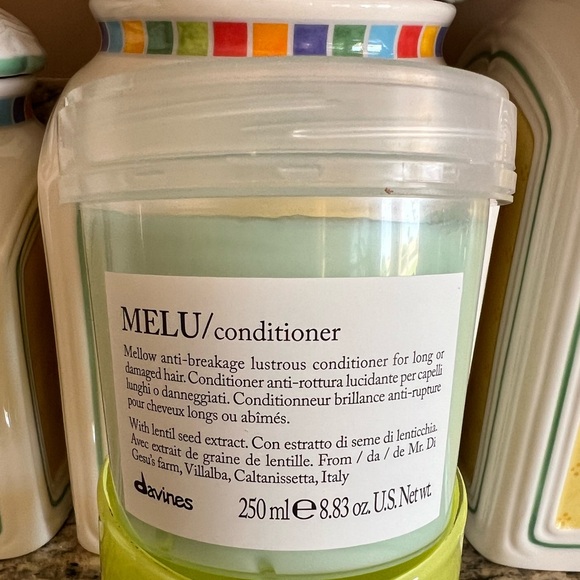 MELU/conditioner
Mellow anti-breakage lustrous conditioner for long or
damaged hair. Conditioner anti-rottura lucidante per capelli
lunghi o danneggiati. Conditionneur brillance anti-rupture
pour cheveux longs ou abîmés.
With lentil seed extract. Con estratto di seme di lenticchia.
Avec extrait de graine de lentille. From / da / de Mr. Di
Gesu's farm, Villalba, Caltanissetta, Italy
davines
250 ml e 8.83 oz. U.S. Net wt.